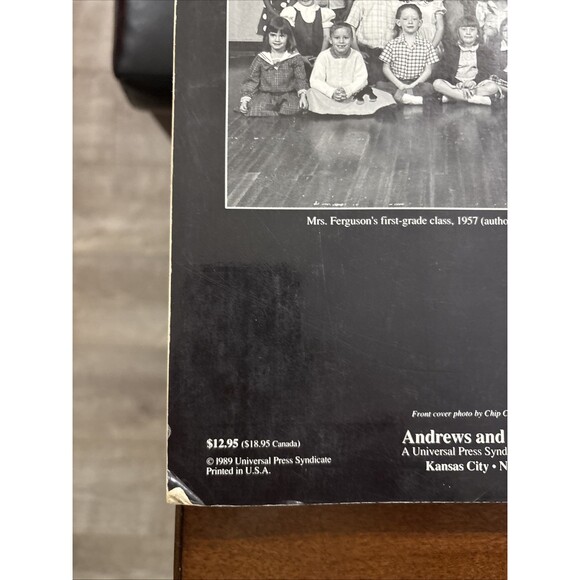 Mrs. Ferguson's first-grade class, 1957 (autho
Front cover photo by Chip C
$12.95 ($18.95 Canada)
Andrews and
© 1989 Universal Press Syndicate
A Universal Press Synd
Printed in U.S.A.
Kansas City • N